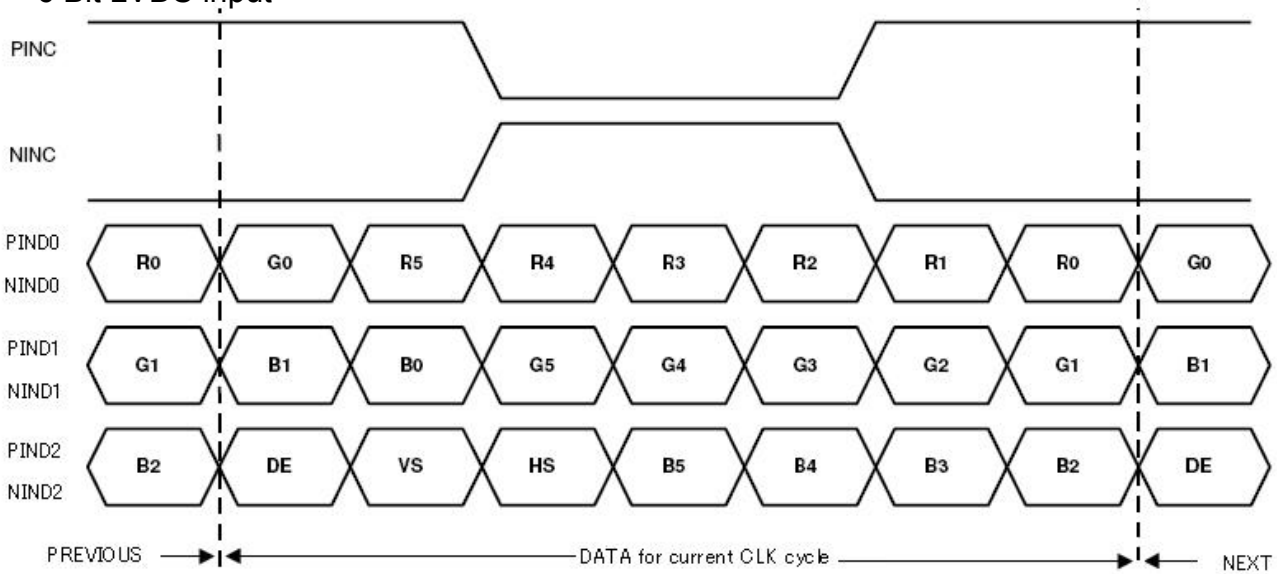 PINC
NINC
PIND0
NIND0
R0 G0 R5 R4 R3 R2 R1 R0 G0
PIND1
NIND1
G1 B1 B0 G5 G4 G3 G2 G1 B1
PIND2
NIND2
B2 DE VS HS B5 B4 B3 B2 DE
PREVIOUS DATA for current CLK cycle NEXT